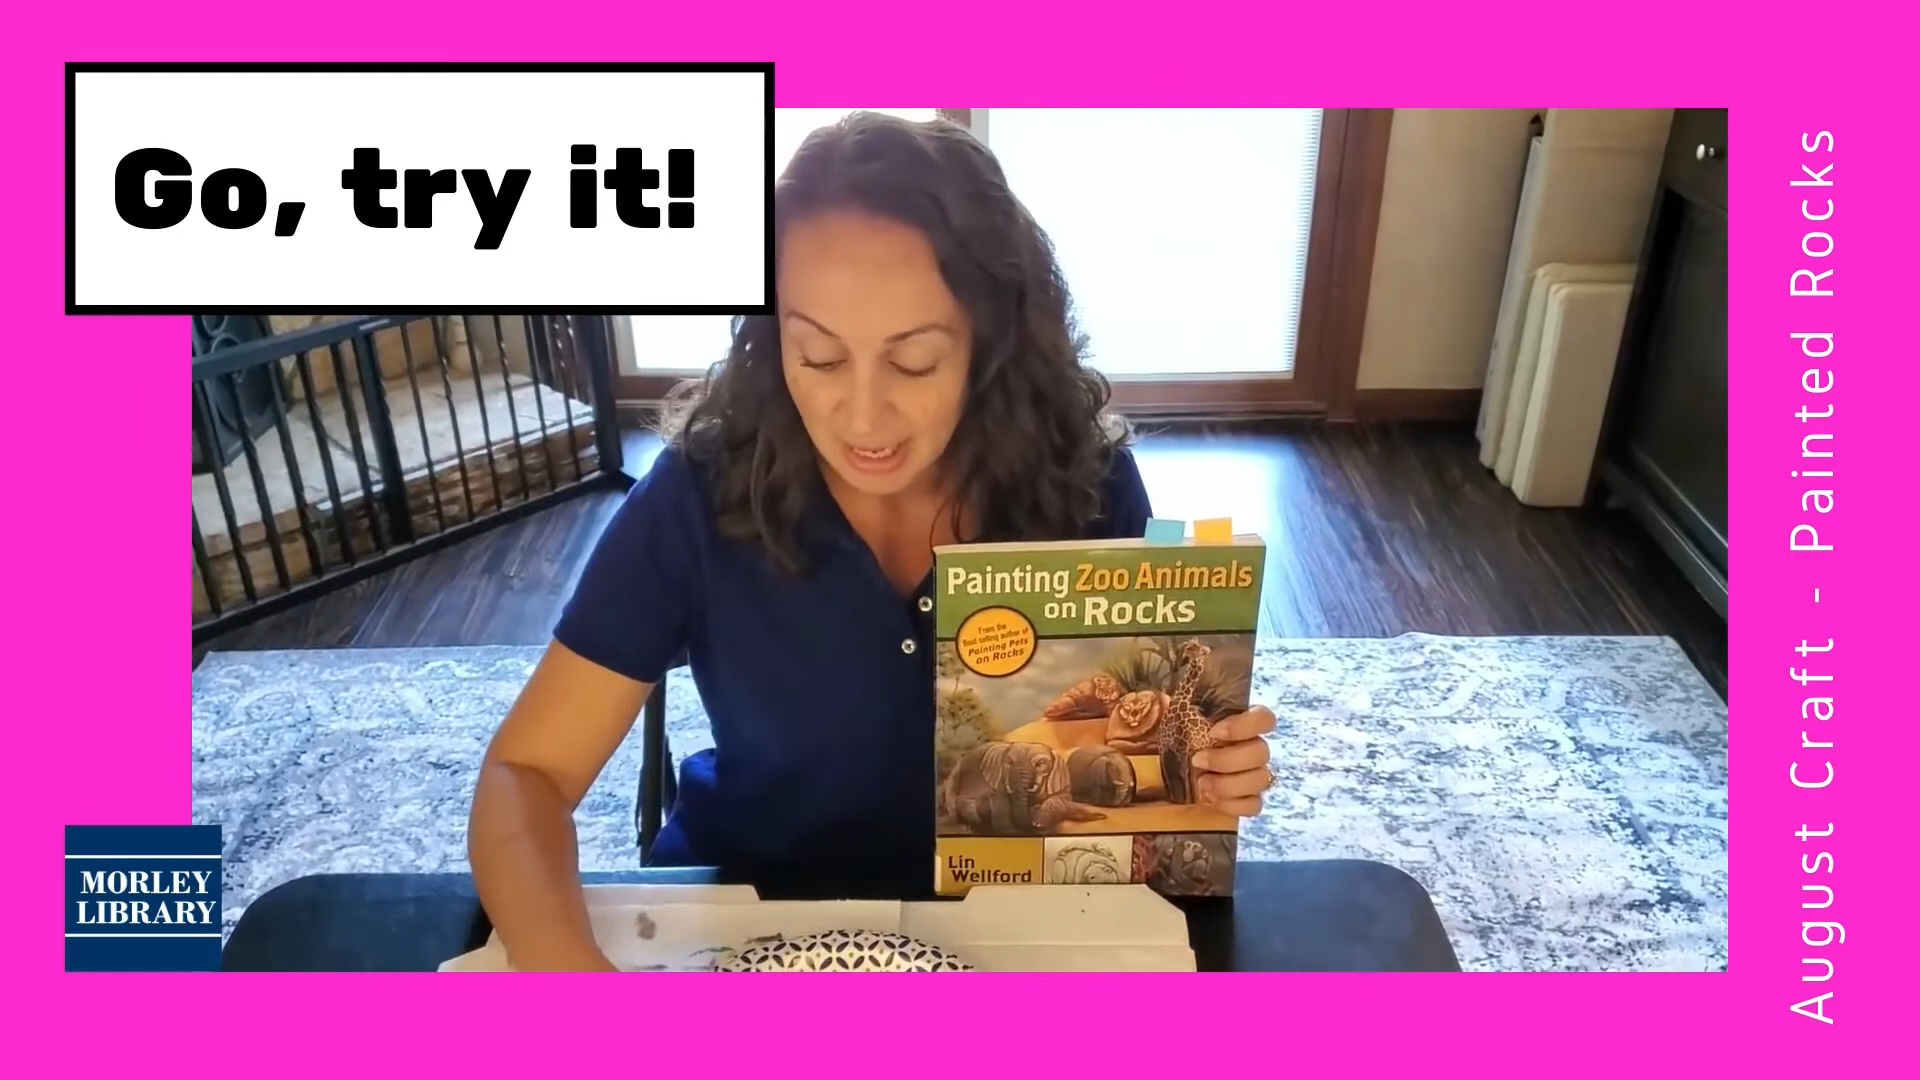 Go, try it!
Painting Zoo Animals
on Rocks
From the
Best-selling author of
Painting Pets
on Rocks
Lin
Wellford
MORLEY
LIBRARY
August Craft - Painted Rocks